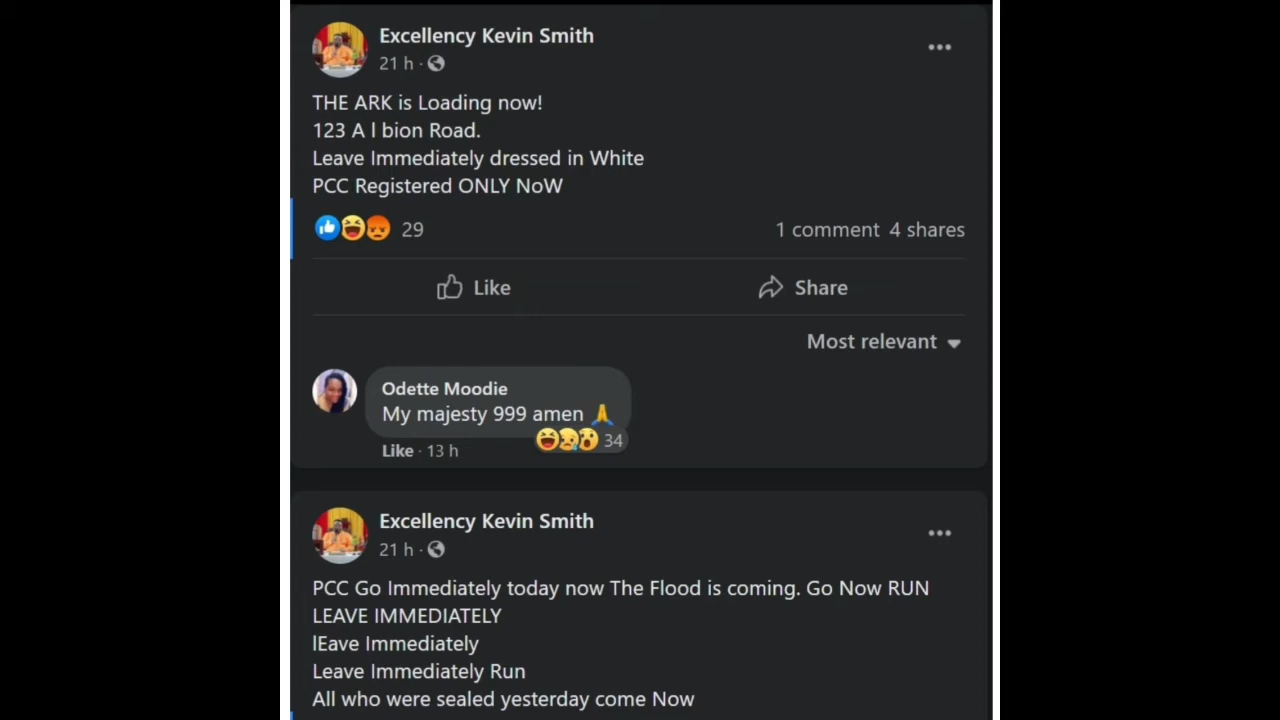 Excellency Kevin Smith
21 h ·
THE ARK is Loading now!
123 A l bion Road.
Leave Immediately dressed in White
PCC Registered ONLY NoW
29
1 comment 4 shares
Like
Share
Most relevant
Odette Moodie
My majesty 999 amen 🙏
34
Like · 13 h
Excellency Kevin Smith
21 h ·
PCC Go Immediately today now The Flood is coming. Go Now RUN
LEAVE IMMEDIATELY
lEave Immediately
Leave Immediately Run
All who were sealed yesterday come Now